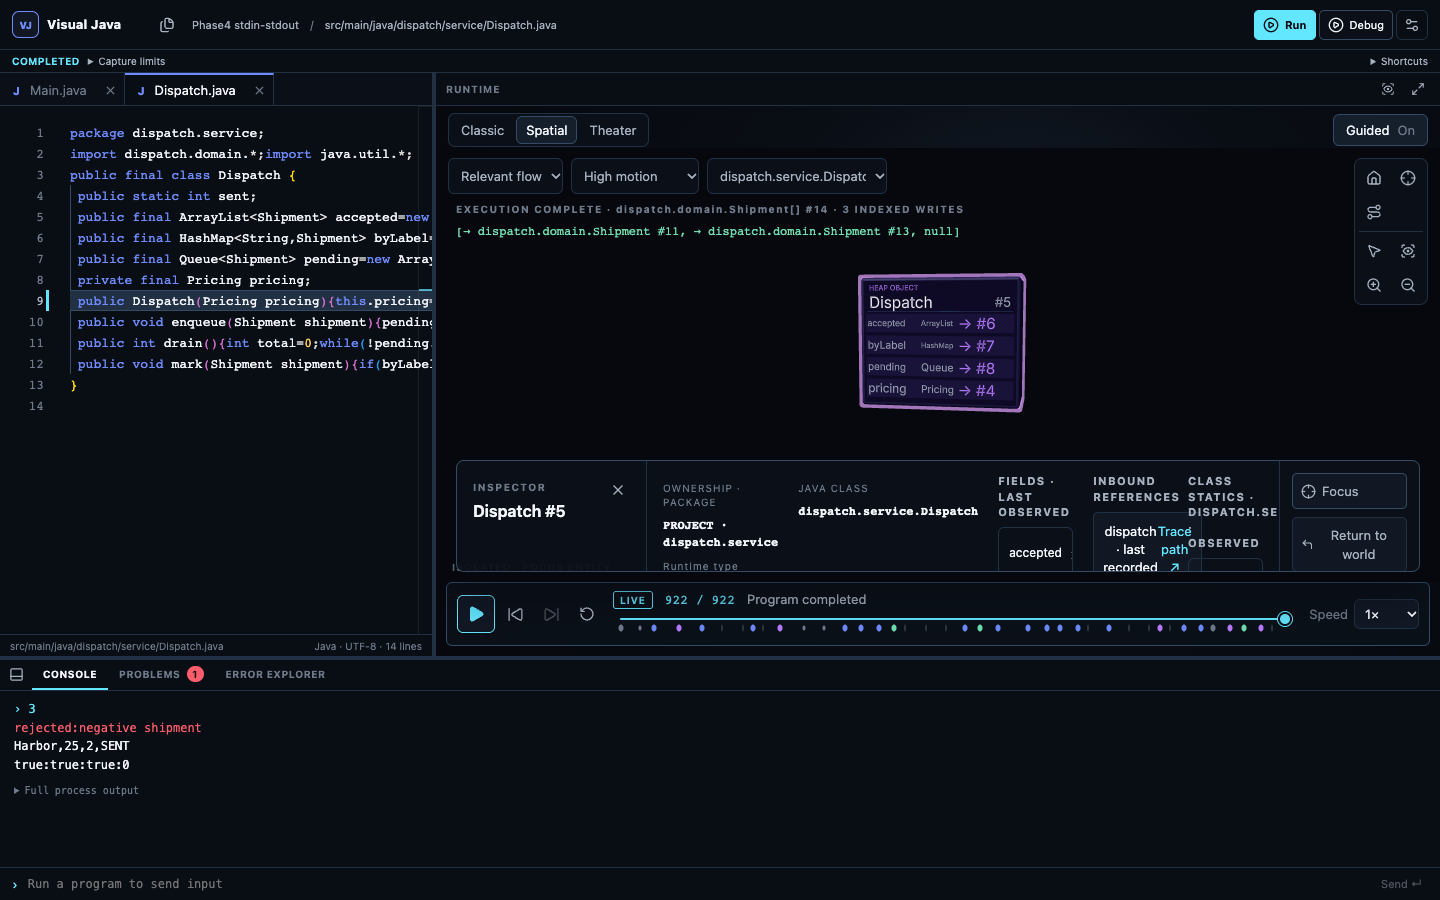 VJ Visual Java Phase4 stdin-stdout / src/main/java/dispatch/service/Dispatch.java Run Debug
COMPLETED Capture limits Shortcuts
J Main.java J Dispatch.java
RUNTIME
1 package dispatch.service;
2 import dispatch.domain.*;import java.util.*;
3 public final class Dispatch {
4 public static int sent;
5 public final ArrayList<Shipment> accepted=new
6 public final HashMap<String,Shipment> byLabel=
7 public final Queue<Shipment> pending=new Array
8 private final Pricing pricing;
9 public Dispatch(Pricing pricing){this.pricing=
10 public void enqueue(Shipment shipment){pending
11 public int drain(){int total=0;while(!pending.
12 public void mark(Shipment shipment){if(byLabel
13 }
14
src/main/java/dispatch/service/Dispatch.java Java · UTF-8 · 14 lines
Classic Spatial Theater Guided On
Relevant flow High motion dispatch.service.Dispatc
EXECUTION COMPLETE · dispatch.domain.Shipment[] #14 · 3 INDEXED WRITES
[→ dispatch.domain.Shipment #11, → dispatch.domain.Shipment #13, null]
HEAP OBJECT
Dispatch #5
accepted ArrayList → #6
byLabel HashMap → #7
pending Queue → #8
pricing Pricing → #4
INSPECTOR
Dispatch #5
OWNERSHIP ·
PACKAGE
PROJECT ·
dispatch.service
Runtime type
JAVA CLASS
dispatch.service.Dispatch
FIELDS ·
LAST
OBSERVED
accepted
INBOUND
REFERENCES
dispatch
· last
recorded
Trace
path
↗
CLASS
STATICS ·
DISPATCH.SE
OBSERVED
Focus
Return to
world
LIVE 922 / 922 Program completed
Speed 1×
CONSOLE PROBLEMS 1 ERROR EXPLORER
› 3
rejected:negative shipment
Harbor,25,2,SENT
true:true:true:0
Full process output
› Run a program to send input Send ↵